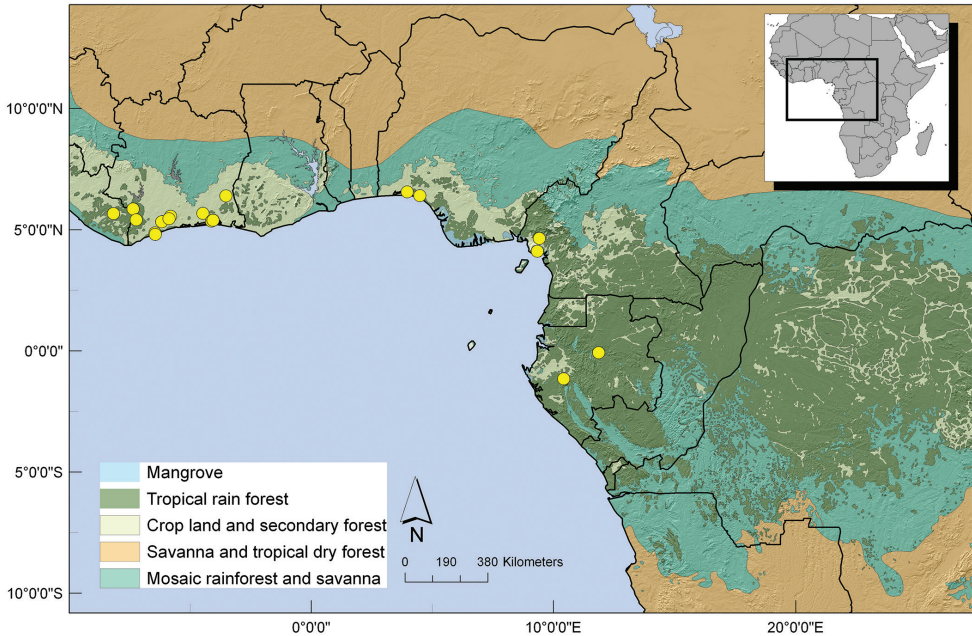 10°0'0"N
5°0'0"N
0°0'0"
5°0'0"S
10°0'0"S
Mangrove
Tropical rain forest
Crop land and secondary forest
Savanna and tropical dry forest
Mosaic rainforest and savanna
N
0 190 380 Kilometers
0°0'0" 10°0'0"E 20°0'0"E